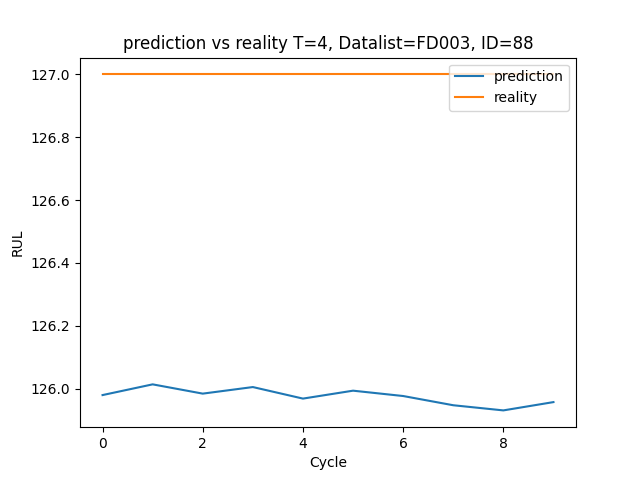 prediction vs reality T=4, Datalist=FD003, ID=88
127.0
126.8
126.6
126.4
126.2
126.0
RUL
prediction
reality
0 2 4 6 8
Cycle